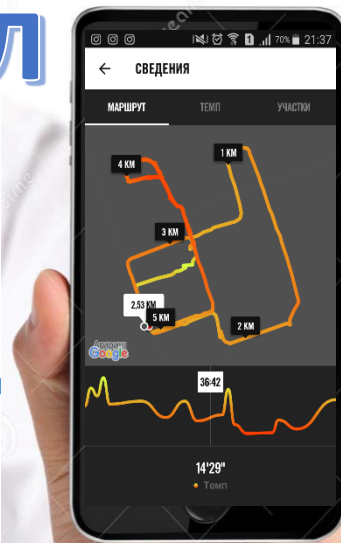 70% 21:37
← СВЕДЕНИЯ
МАРШРУТ ТЕМП УЧАСТКИ
1 КМ
4 КМ
3 КМ
2,53 КМ
5 КМ
2 КМ
Google
36:42
14'29"
Темп